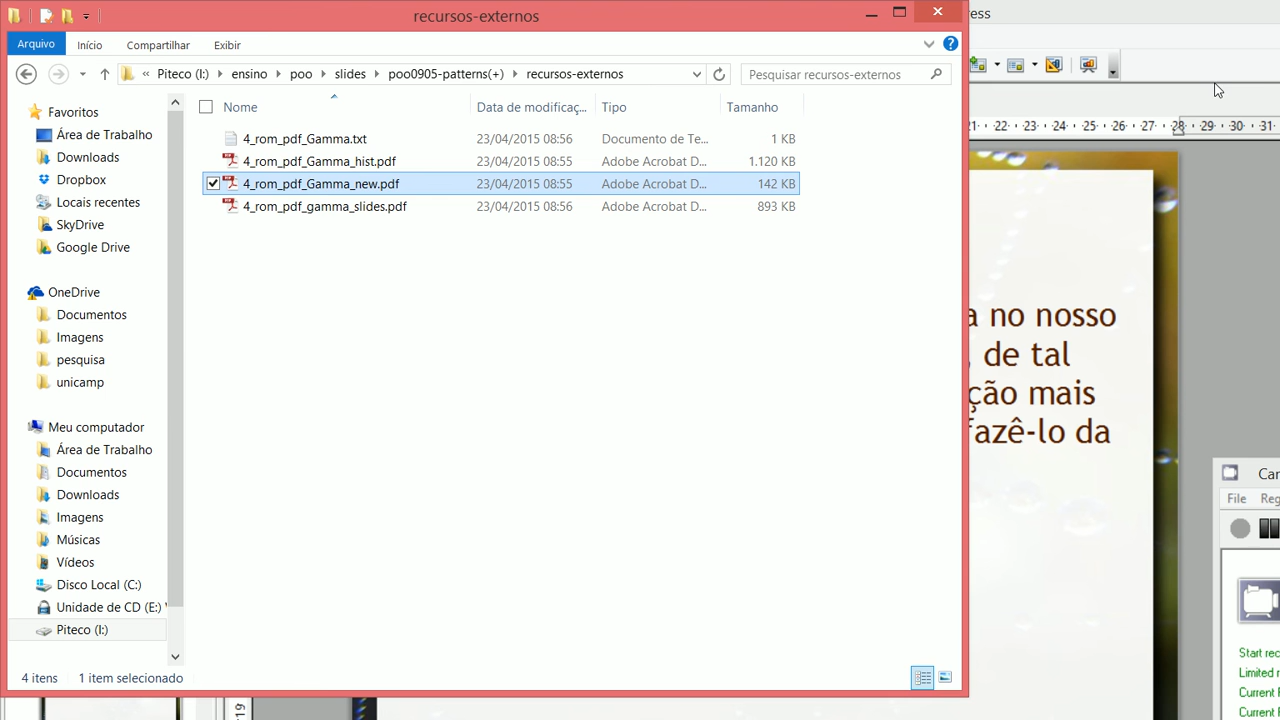 recursos-externos
ess
Arquivo Início Compartilhar Exibir
« Piteco (I:) ensino poo slides poo0905-patterns(+) recursos-externos
Pesquisar recursos-externos
Nome Data de modificaç... Tipo Tamanho
4_rom_pdf_Gamma.txt 23/04/2015 08:56 Documento de Te... 1 KB
4_rom_pdf_Gamma_hist.pdf 23/04/2015 08:55 Adobe Acrobat D... 1.120 KB
4_rom_pdf_Gamma_new.pdf 23/04/2015 08:55 Adobe Acrobat D... 142 KB
4_rom_pdf_gamma_slides.pdf 23/04/2015 08:56 Adobe Acrobat D... 893 KB
Favoritos
Área de Trabalho
Downloads
Dropbox
Locais recentes
SkyDrive
Google Drive
OneDrive
Documentos
Imagens
pesquisa
unicamp
Meu computador
Área de Trabalho
Documentos
Downloads
Imagens
Músicas
Vídeos
Disco Local (C:)
Unidade de CD (E:)
Piteco (I:)
4 itens 1 item selecionado
21 22 23 24 25 26 27 28 29 30 31
a no nosso
, de tal
ção mais
fazê-lo da
Car
File Reg
Start rec
Limited r
Current F
Current F
19